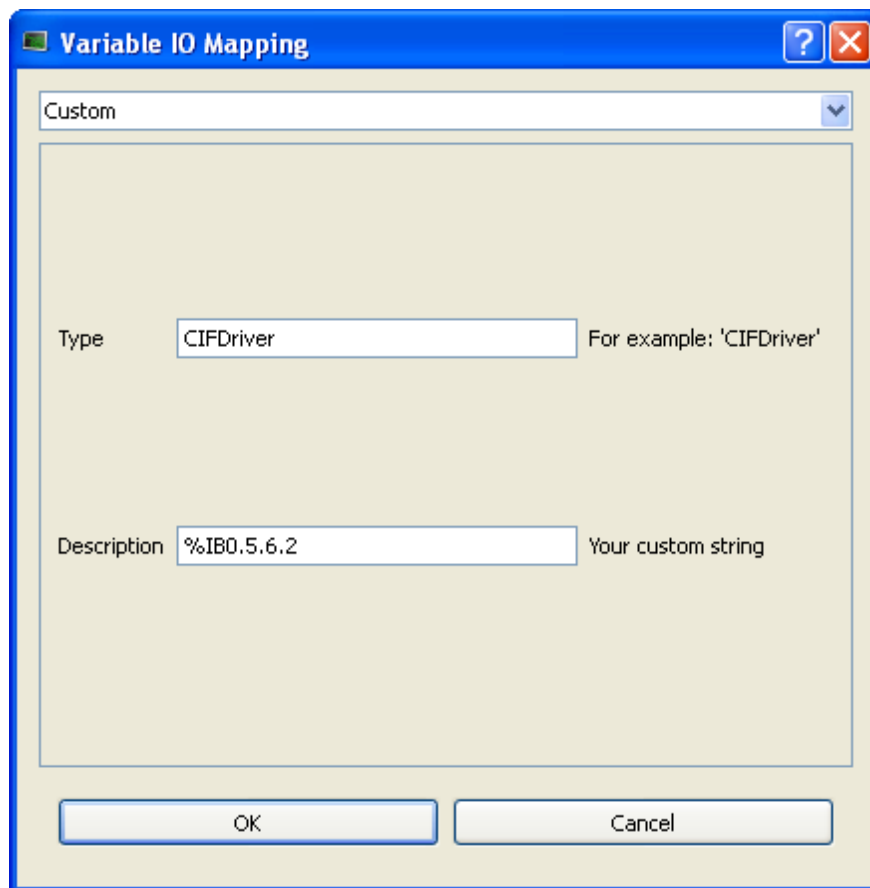 Variable IO Mapping
?
Custom
Type CIFDriver For example: 'CIFDriver'
Description %IB0.5.6.2 Your custom string
OK Cancel